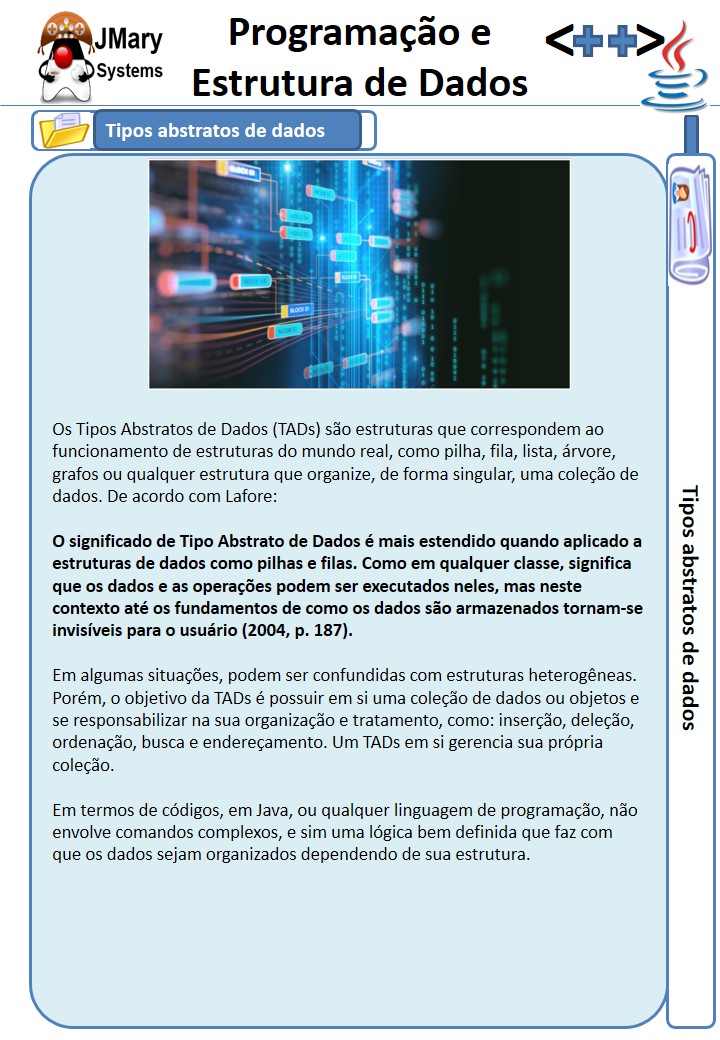 JMary
Systems
Programação e
Estrutura de Dados
<++>
Tipos abstratos de dados
BLOCK 01
Os Tipos Abstratos de Dados (TADs) são estruturas que correspondem ao
funcionamento de estruturas do mundo real, como pilha, fila, lista, árvore,
grafos ou qualquer estrutura que organize, de forma singular, uma coleção de
dados. De acordo com Lafore:
O significado de Tipo Abstrato de Dados é mais estendido quando aplicado a
estruturas de dados como pilhas e filas. Como em qualquer classe, significa
que os dados e as operações podem ser executados neles, mas neste
contexto até os fundamentos de como os dados são armazenados tornam-se
invisíveis para o usuário (2004, p. 187).
Em algumas situações, podem ser confundidas com estruturas heterogêneas.
Porém, o objetivo da TADs é possuir em si uma coleção de dados ou objetos e
se responsabilizar na sua organização e tratamento, como: inserção, deleção,
ordenação, busca e endereçamento. Um TADs em si gerencia sua própria
coleção.
Em termos de códigos, em Java, ou qualquer linguagem de programação, não
envolve comandos complexos, e sim uma lógica bem definida que faz com
que os dados sejam organizados dependendo de sua estrutura.
Tipos abstratos de dados